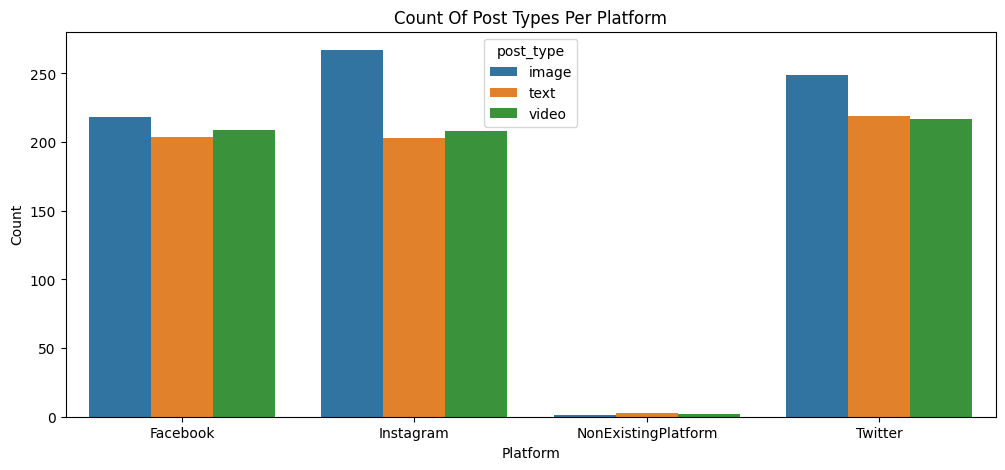 Count Of Post Types Per Platform
post_type
image
text
video
250
200
150
100
50
0
Count
Facebook
Instagram
NonExistingPlatform
Twitter
Platform